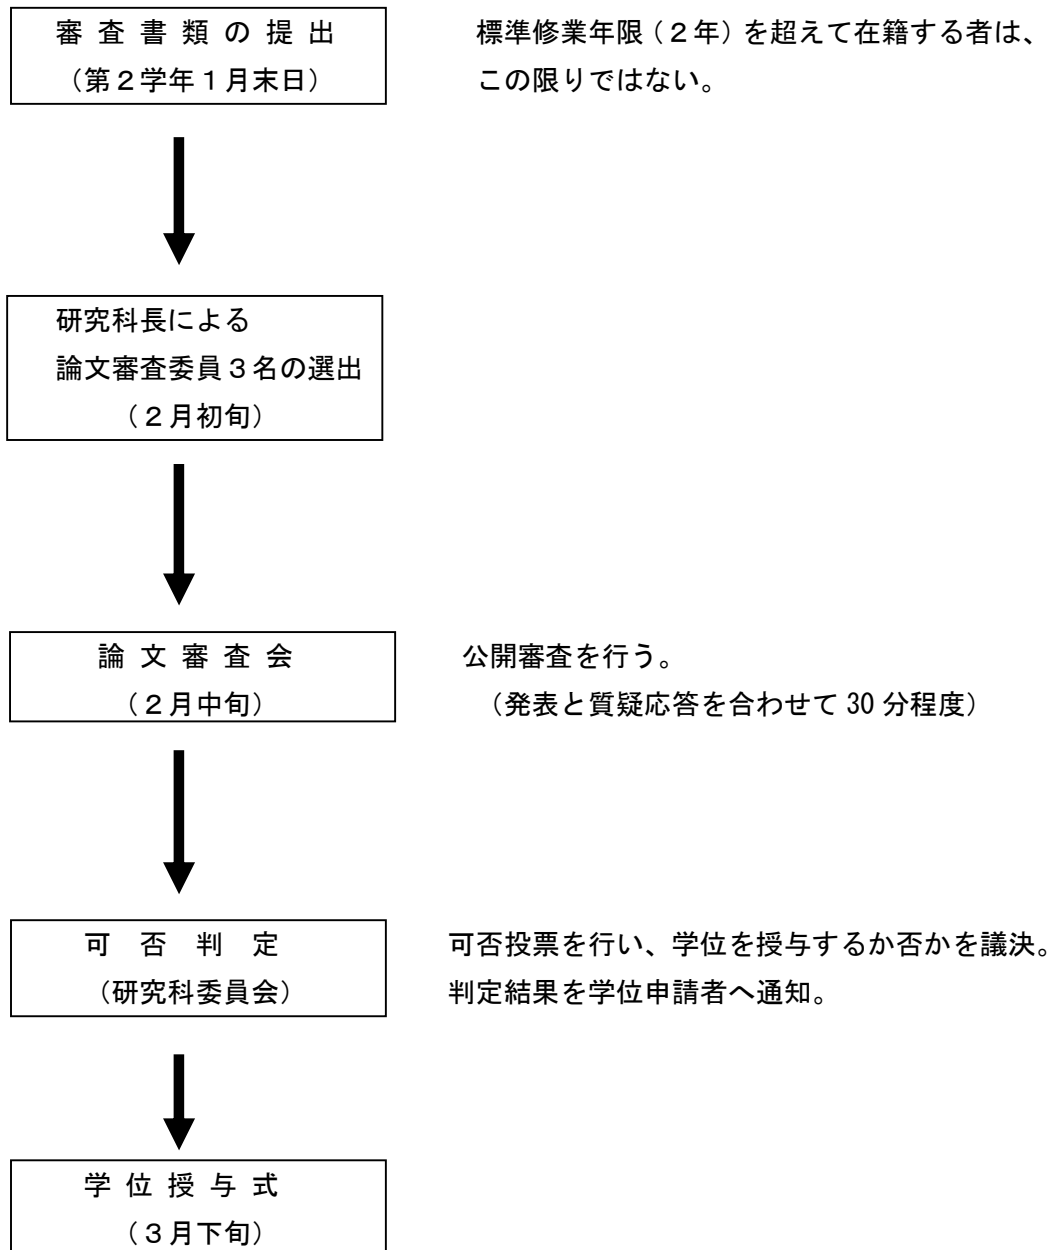 審 査 書 類 の 提 出
(第２学年１月末日)
標準修業年限(２年)を超えて在籍する者は、
この限りではない。
研究科長による
論文審査委員３名の選出
(２月初旬)
論 文 審 査 会
(２月中旬)
公開審査を行う。
(発表と質疑応答を合わせて 30 分程度)
可 否 判 定
(研究科委員会)
可否投票を行い、学位を授与するか否かを議決。
判定結果を学位申請者へ通知。
学 位 授 与 式
(３月下旬)